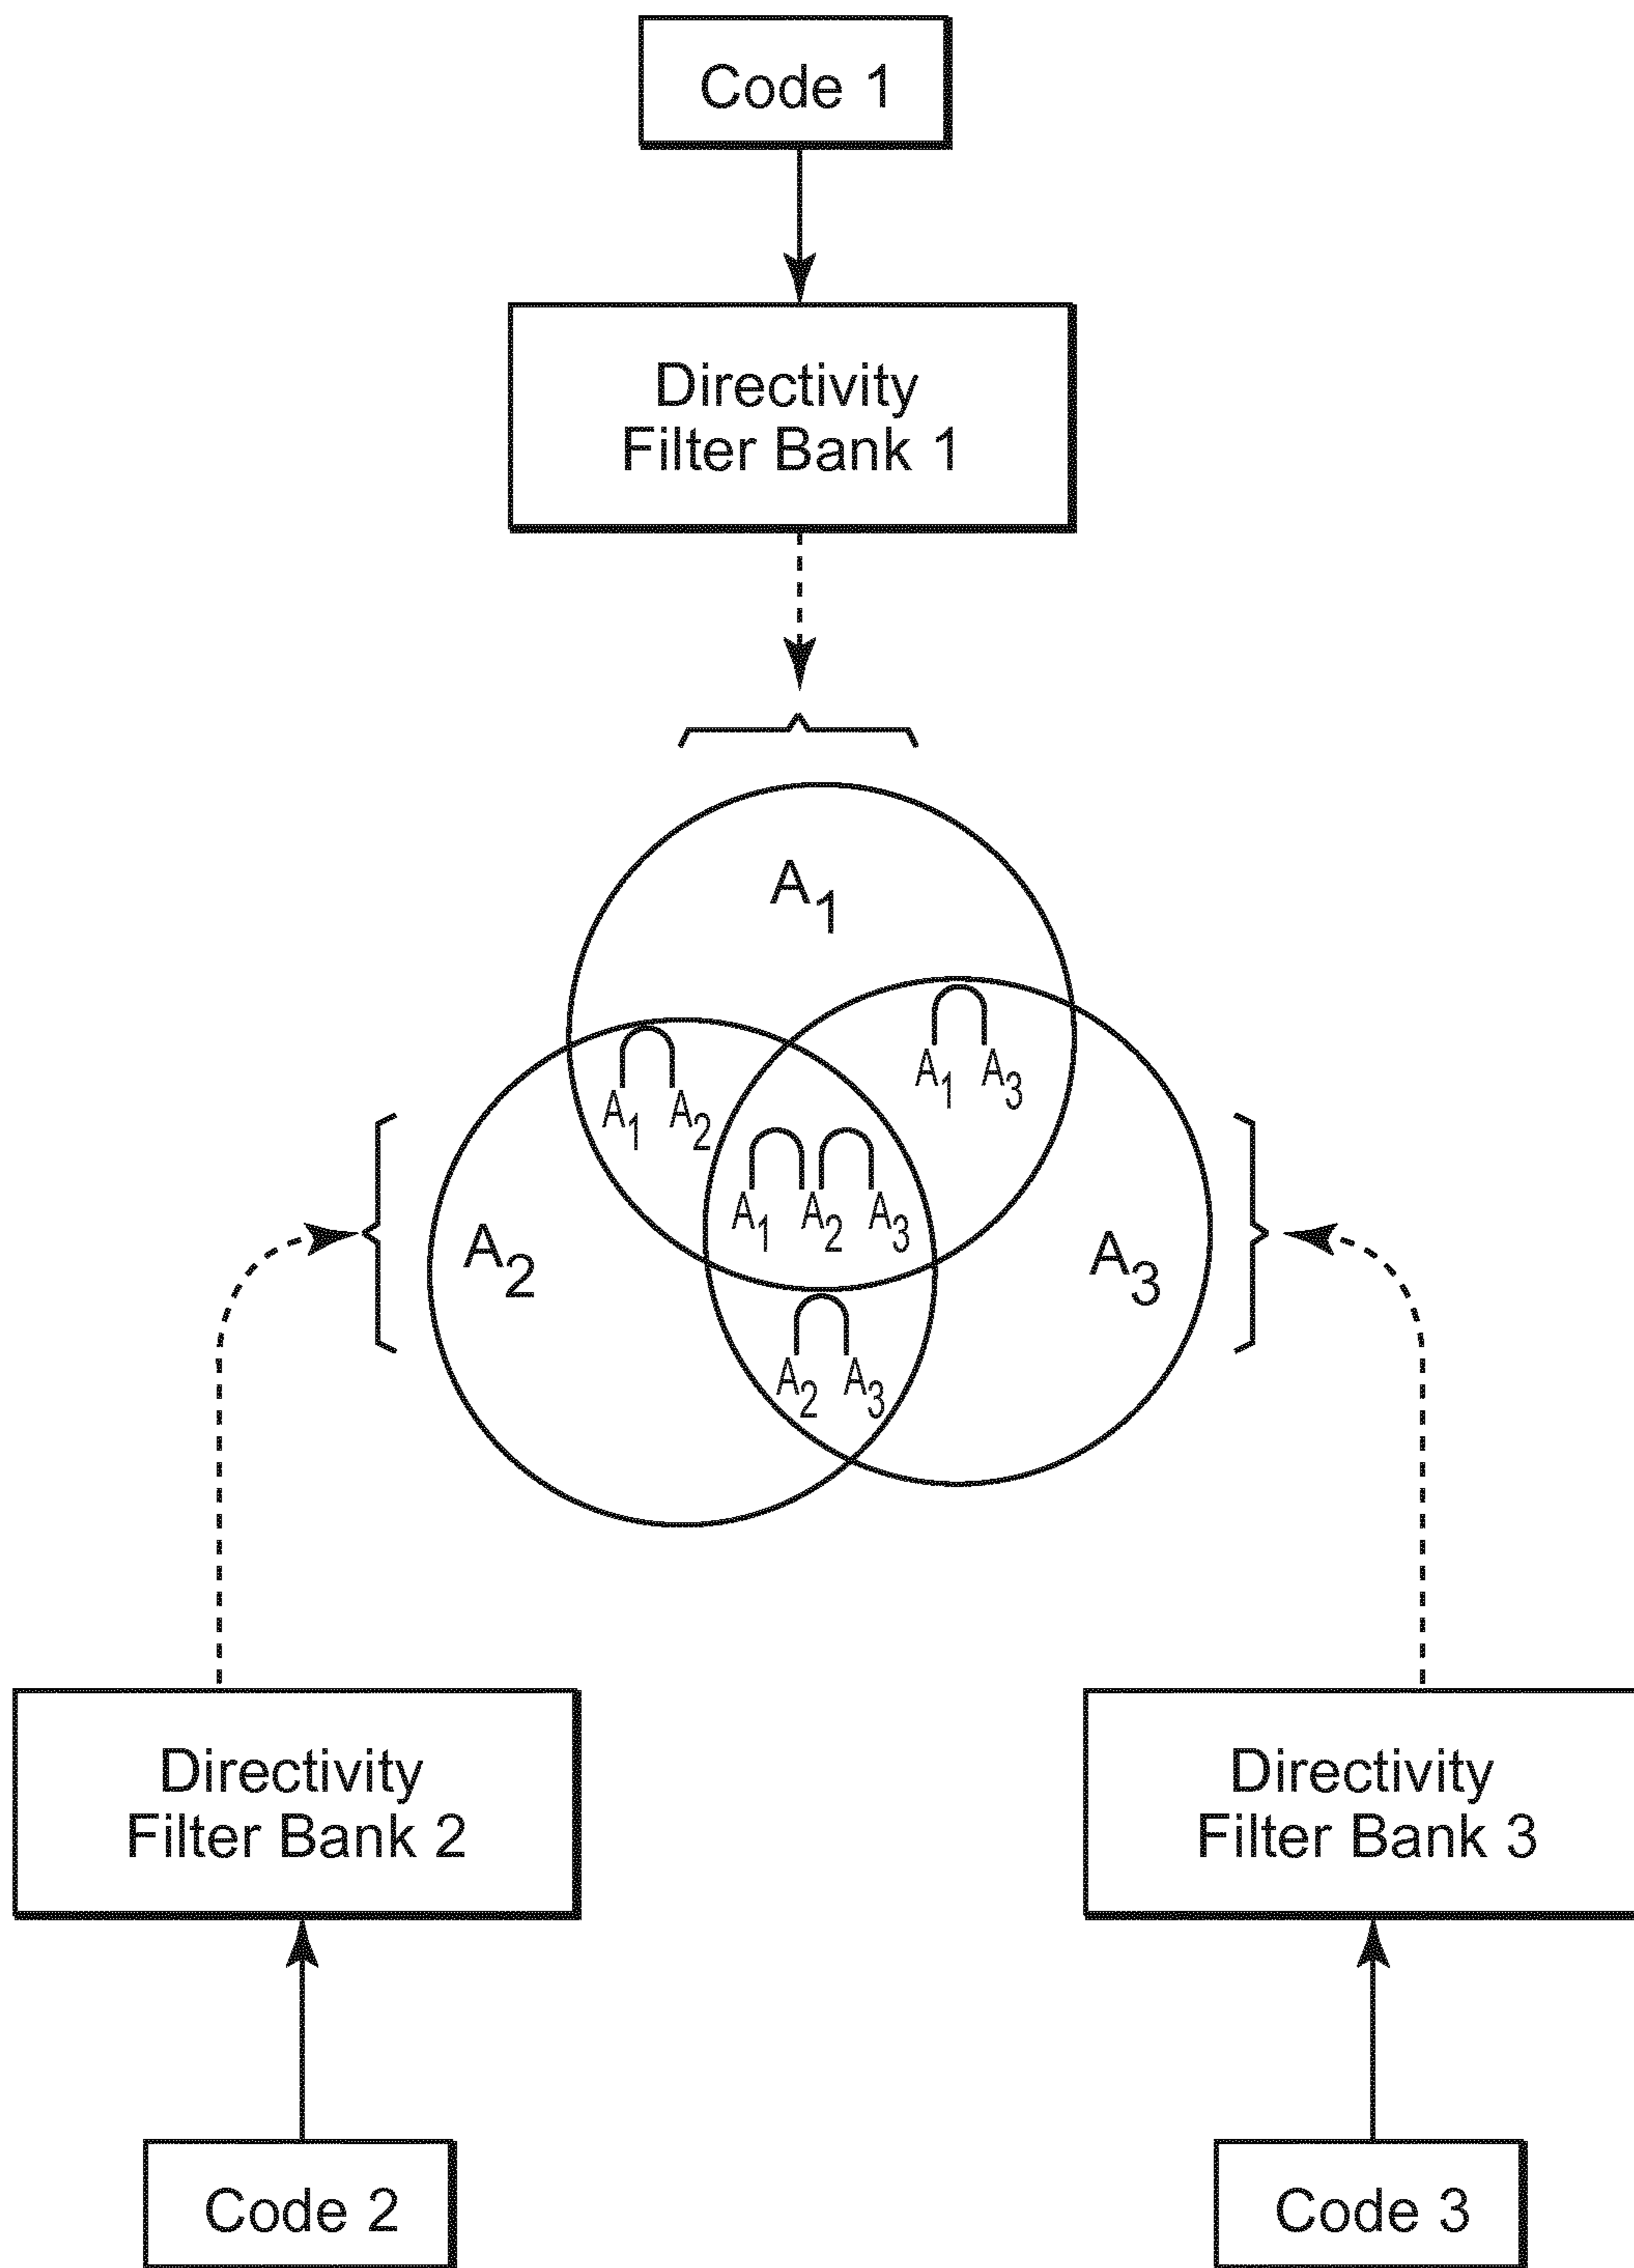 Code 1
Directivity
Filter Bank 1
A₁
A₁ ∩ A₃
A₁ ∩ A₂
A₁ ∩ A₂ ∩ A₃
A₂
A₃
A₂ ∩ A₃
Directivity
Filter Bank 2
Directivity
Filter Bank 3
Code 2
Code 3